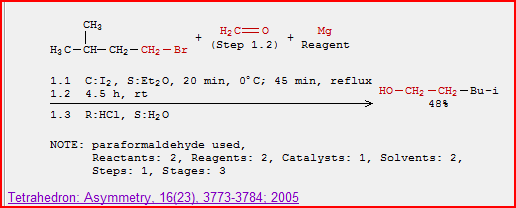 CH3
H3C-CH-CH2-CH2-Br + H2C=O (Step 1.2) + Mg Reagent
1.1 C:I2, S:Et2O, 20 min, 0°C; 45 min, reflux
1.2 4.5 h, rt
HO-CH2-CH2-Bu-i
48%
1.3 R:HCl, S:H2O
NOTE: paraformaldehyde used,
Reactants: 2, Reagents: 2, Catalysts: 1, Solvents: 2,
Steps: 1, Stages: 3
Tetrahedron: Asymmetry, 16(23), 3773-3784; 2005